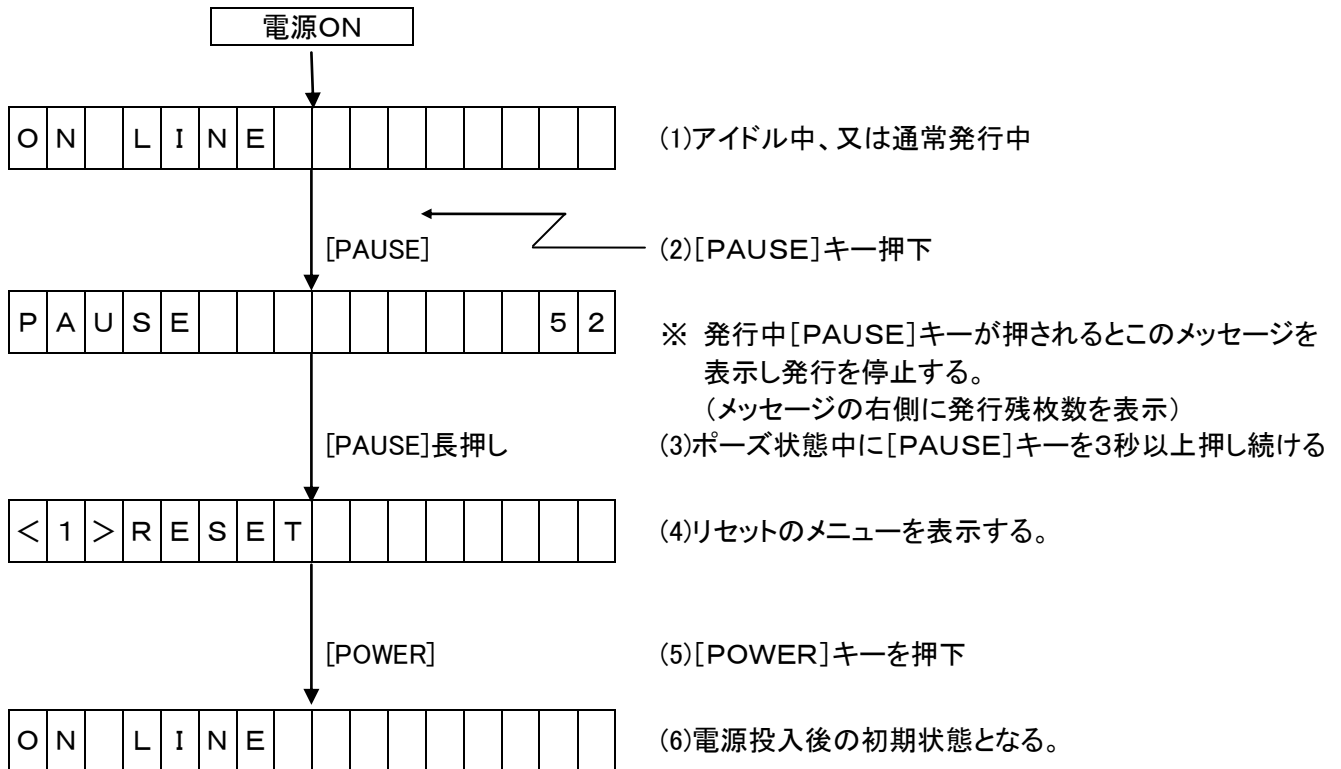 電源ON
ON LINE
(1)アイドル中、又は通常発行中
[PAUSE]
(2)[PAUSE]キー押下
PAUSE 52
※ 発行中[PAUSE]キーが押されるとこのメッセージを
表示し発行を停止する。
(メッセージの右側に発行残枚数を表示)
[PAUSE]長押し
(3)ポーズ状態中に[PAUSE]キーを3秒以上押し続ける
<1>RESET
(4)リセットのメニューを表示する。
[POWER]
(5)[POWER]キーを押下
ON LINE
(6)電源投入後の初期状態となる。